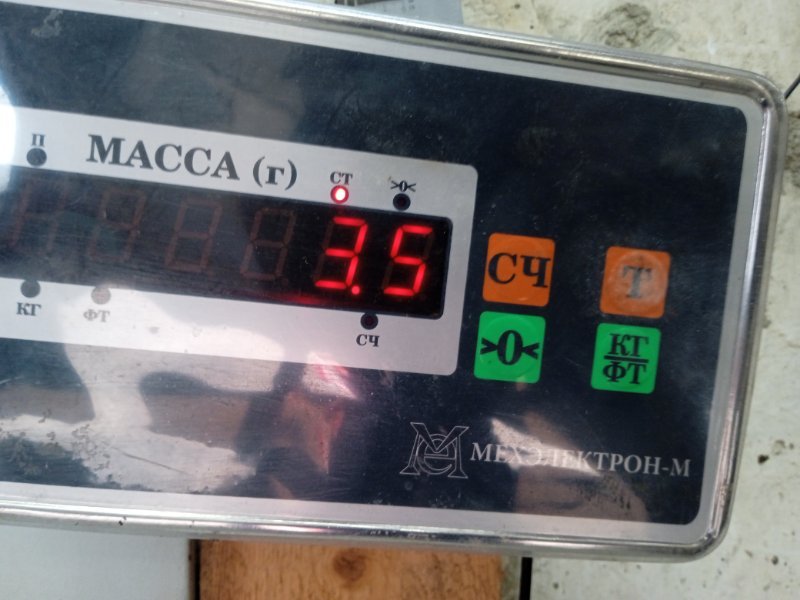 П
МАССА (г)
СТ
>0<
3.5
СЧ
Т
КГ
ФТ
СЧ
>0<
КГ
ФТ
МЕХЭЛЕКТРОН-М